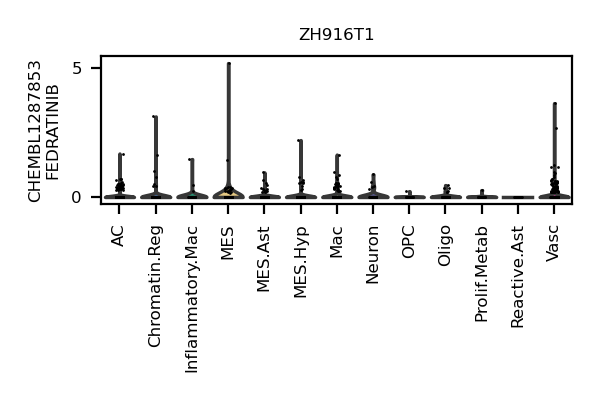 ZH916T1
CHEMBL1287853
FEDRATINIB
5
0
AC
Chromatin.Reg
Inflammatory.Mac
MES
MES.Ast
MES.Hyp
Mac
Neuron
OPC
Oligo
Prolif.Metab
Reactive.Ast
Vasc